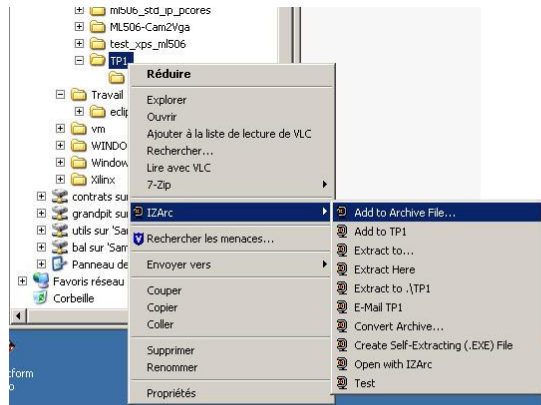 ml506_std_ip_pcores
ML506-Cam2Vga
test_xps_ml506
TP1
Travail
eclip
vm
WINDO
Window
Xilinx
contrats sur
grandpit sur
utils sur 'Sam
bal sur 'Sam
Panneau de
Favoris réseau
Corbeille
Réduire
Explorer
Ouvrir
Ajouter à la liste de lecture de VLC
Rechercher...
Lire avec VLC
7-Zip
IZArc
Rechercher les menaces...
Envoyer vers
Couper
Copier
Coller
Supprimer
Renommer
Propriétés
Add to Archive File...
Add to TP1
Extract to...
Extract Here
Extract to .\TP1
E-Mail TP1
Convert Archive...
Create Self-Extracting (.EXE) File
Open with IZArc
Test
tform